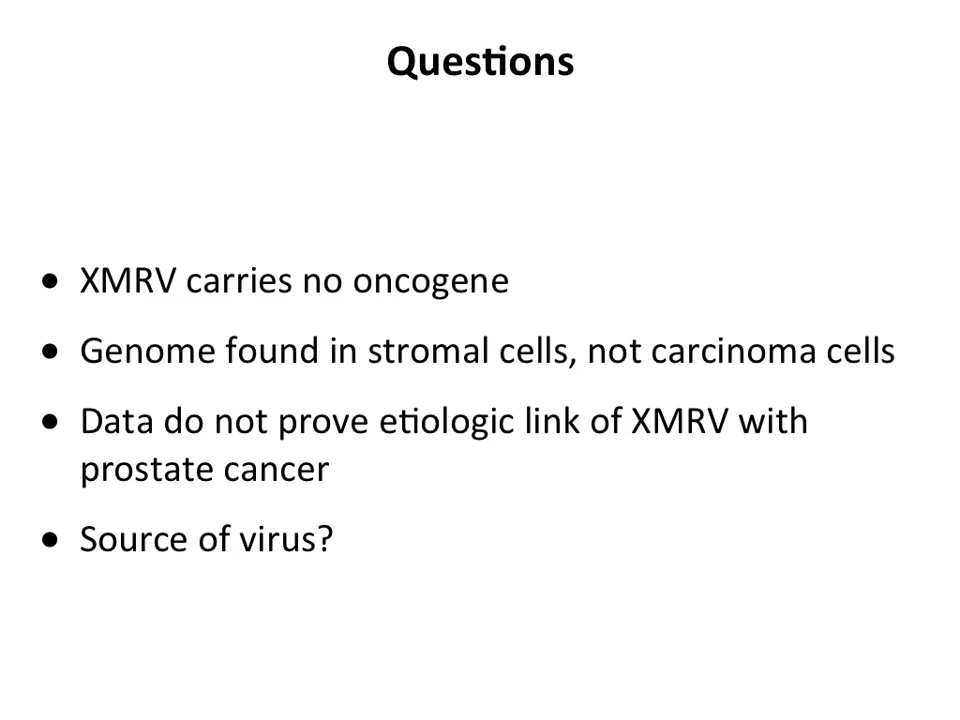 Questions
• XMRV carries no oncogene
• Genome found in stromal cells, not carcinoma cells
• Data do not prove etiologic link of XMRV with
prostate cancer
• Source of virus?